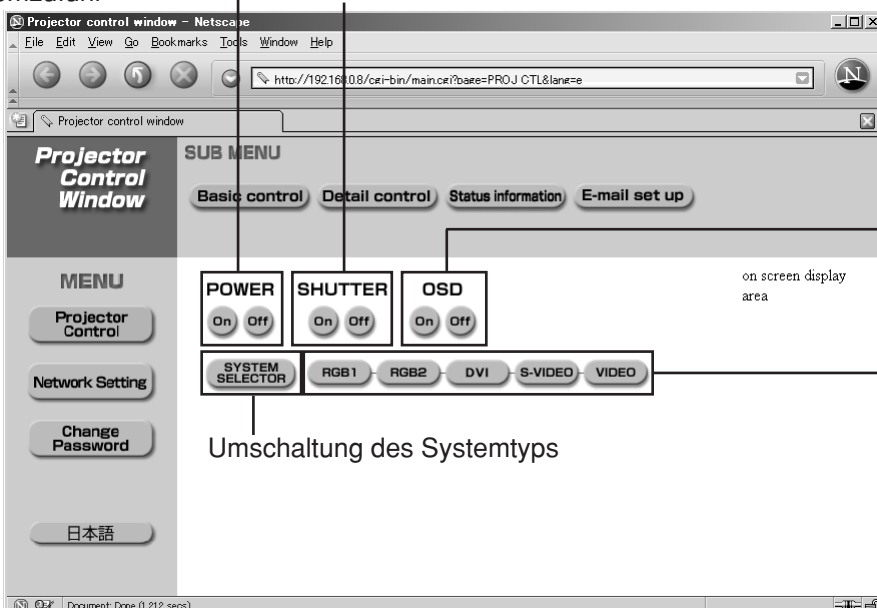 Projector control window - Netscape
File Edit View Go Bookmarks Tools Window Help
http://192.168.0.8/cgi-bin/main.cgi?page=PROJ_CTL&lang=e
Projector control window
Projector
Control
Window
SUB MENU
Basic control Detail control Status information E-mail set up
MENU
Projector
Control
Network Setting
Change
Password
日本語
POWER
On Off
SHUTTER
On Off
OSD
On Off
on screen display
area
SYSTEM
SELECTOR
RGB1 RGB2 DVI S-VIDEO VIDEO
Umschaltung des Systemtyps
Document: Done (1.212 secs)